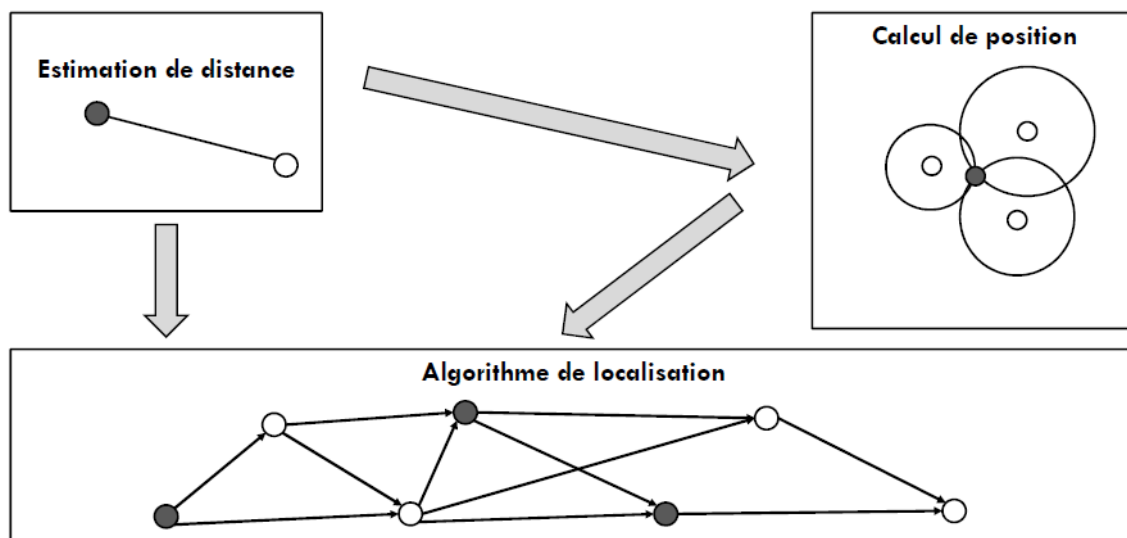 Estimation de distance
Calcul de position
Algorithme de localisation